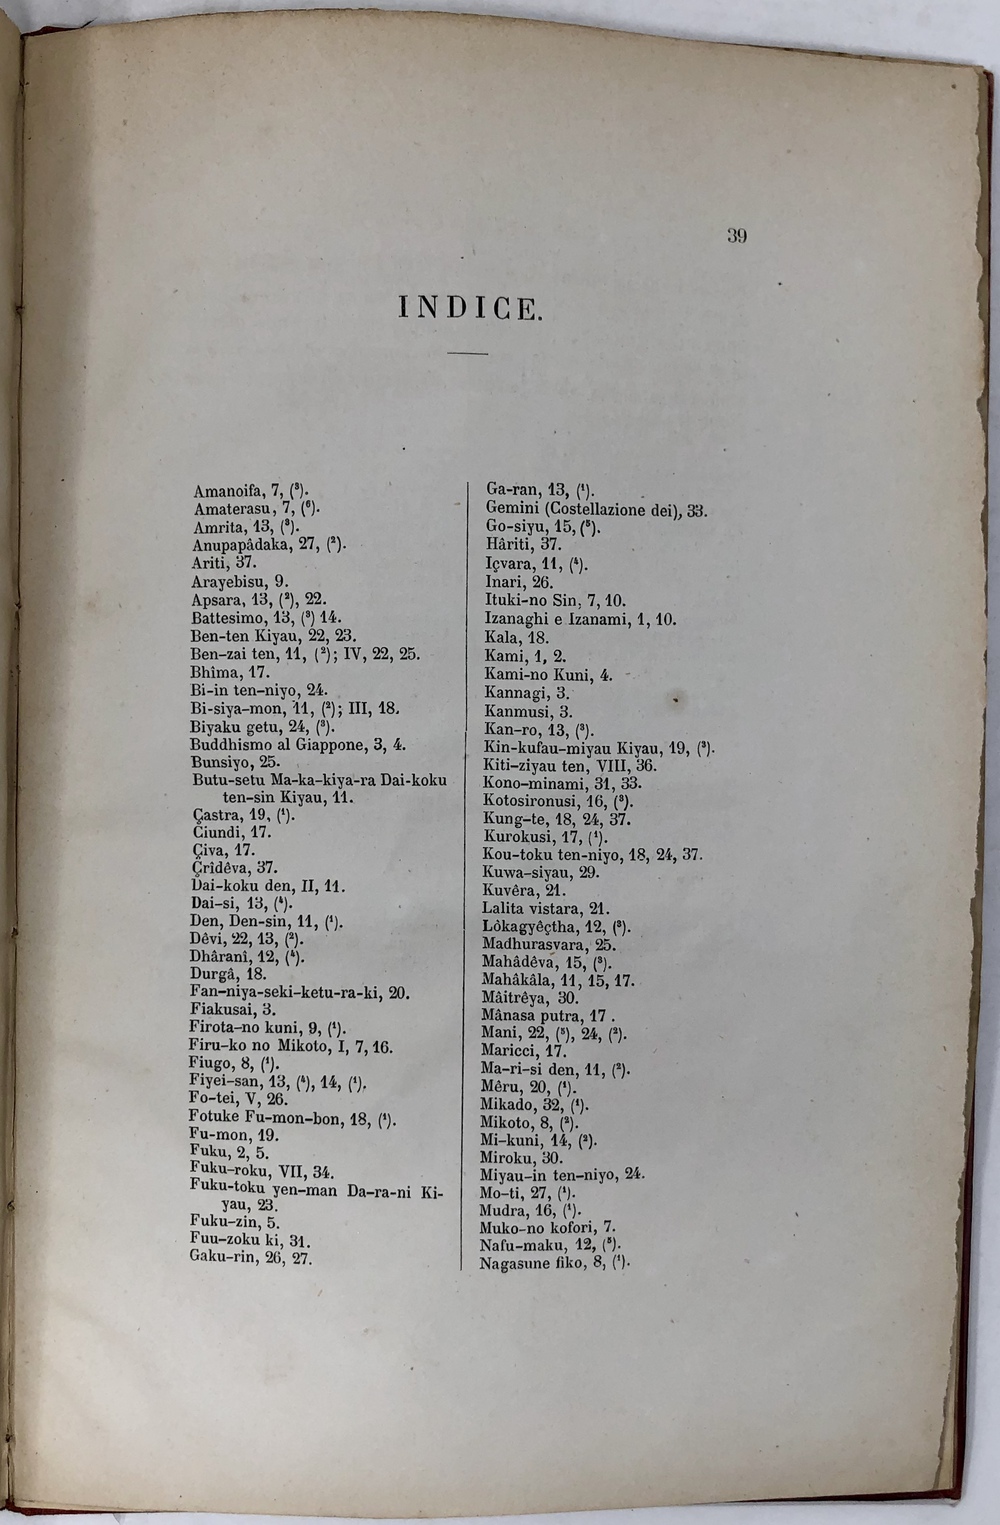 39
INDICE.
Amanoifa, 7, (³).
Amaterasu, 7, (⁶).
Amrita, 13, (³).
Anupapâdaka, 27, (²).
Ariti, 37.
Arayebisu, 9.
Apsara, 13, (²), 22.
Battesimo, 13, (³) 14.
Ben-ten Kiyau, 22, 23.
Ben-zai ten, 11, (²); IV, 22, 25.
Bhîma, 17.
Bi-in ten-niyo, 24.
Bi-siya-mon, 11, (²); III, 18.
Biyaku getu, 24, (³).
Buddhismo al Giappone, 3, 4.
Bunsiyo, 25.
Butu-setu Ma-ka-kiya-ra Dai-koku
ten-sin Kiyau, 11.
Çastra, 19, (¹).
Ciundi, 17.
Çiva, 17.
Çrîdêva, 37.
Dai-koku den, II, 11.
Dai-si, 13, (⁴).
Den, Den-sin, 11, (¹).
Dêvi, 22, 13, (²).
Dhâranî, 12, (⁴).
Durgâ, 18.
Fan-niya-seki-ketu-ra-ki, 20.
Fiakusai, 3.
Firota-no kuni, 9, (¹).
Firu-ko no Mikoto, I, 7, 16.
Fiugo, 8, (¹).
Fiyei-san, 13, (⁴), 14, (¹).
Fo-tei, V, 26.
Fotuke Fu-mon-bon, 18, (¹).
Fu-mon, 19.
Fuku, 2, 5.
Fuku-roku, VII, 34.
Fuku-toku yen-man Da-ra-ni Ki-
yau, 23.
Fuku-zin, 5.
Fuu-zoku ki, 31.
Gaku-rin, 26, 27.
Ga-ran, 13, (¹).
Gemini (Costellazione dei), 33.
Go-siyu, 15, (⁵).
Hâriti, 37.
Içvara, 11, (⁴).
Inari, 26.
Ituki-no Sin, 7, 10.
Izanaghi e Izanami, 1, 10.
Kala, 18.
Kami, 1, 2.
Kami-no Kuni, 4.
Kannagi, 3.
Kanmusi, 3.
Kan-ro, 13, (³).
Kin-kufau-miyau Kiyau, 19, (³).
Kiti-ziyau ten, VIII, 36.
Kono-minami, 31, 33.
Kotosironusi, 16, (³).
Kung-te, 18, 24, 37.
Kurokusi, 17, (¹).
Kou-toku ten-niyo, 18, 24, 37.
Kuwa-siyau, 29.
Kuvêra, 21.
Lalita vistara, 21.
Lôkagyêçtha, 12, (³).
Madhurasvara, 25.
Mahâdêva, 15, (³).
Mahâkâla, 11, 15, 17.
Mâitrêya, 30.
Mânasa putra, 17.
Mani, 22, (⁵), 24, (²).
Maricci, 17.
Ma-ri-si den, 11, (²).
Mêru, 20, (¹).
Mikado, 32, (¹).
Mikoto, 8, (²).
Mi-kuni, 14, (²).
Miroku, 30.
Miyau-in ten-niyo, 24.
Mo-ti, 27, (¹).
Mudra, 16, (¹).
Muko-no kofori, 7.
Nafu-maku, 12, (⁵).
Nagasune fiko, 8, (¹).